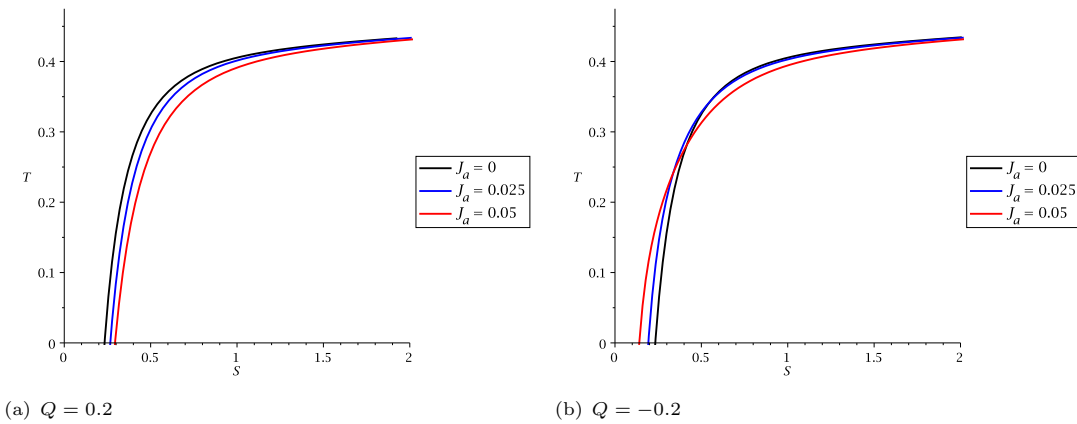 0.4
0.3
T
0.2
0.1
0
0
0.5
1
1.5
2
S
J_a = 0
J_a = 0.025
J_a = 0.05
(a) Q = 0.2
0.4
0.3
T
0.2
0.1
0
0
0.5
1
1.5
2
S
J_a = 0
J_a = 0.025
J_a = 0.05
(b) Q = −0.2